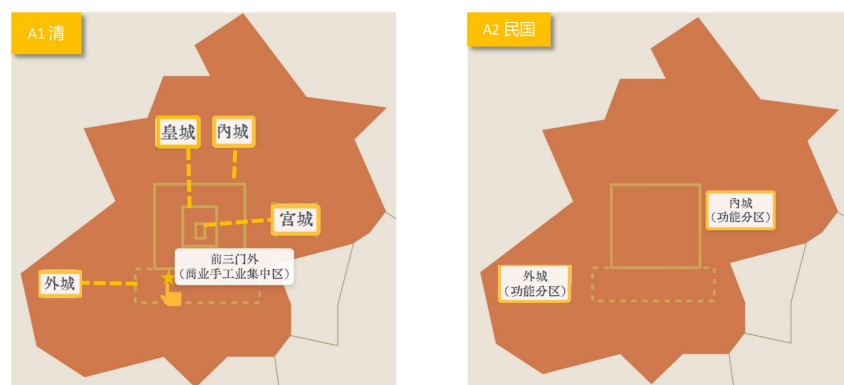 A1 清
皇城
内城
宫城
前三门外
(商业手工业集中区)
外城
A2 民国
内城
(功能分区)
外城
(功能分区)